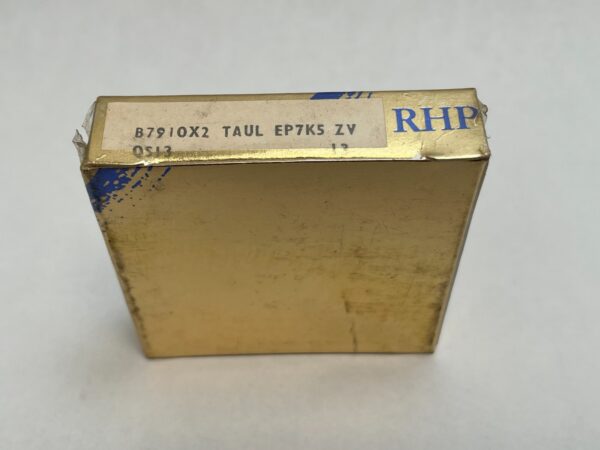 B7910X2 TAUL EP7K5 ZV
QS13 13
RHP